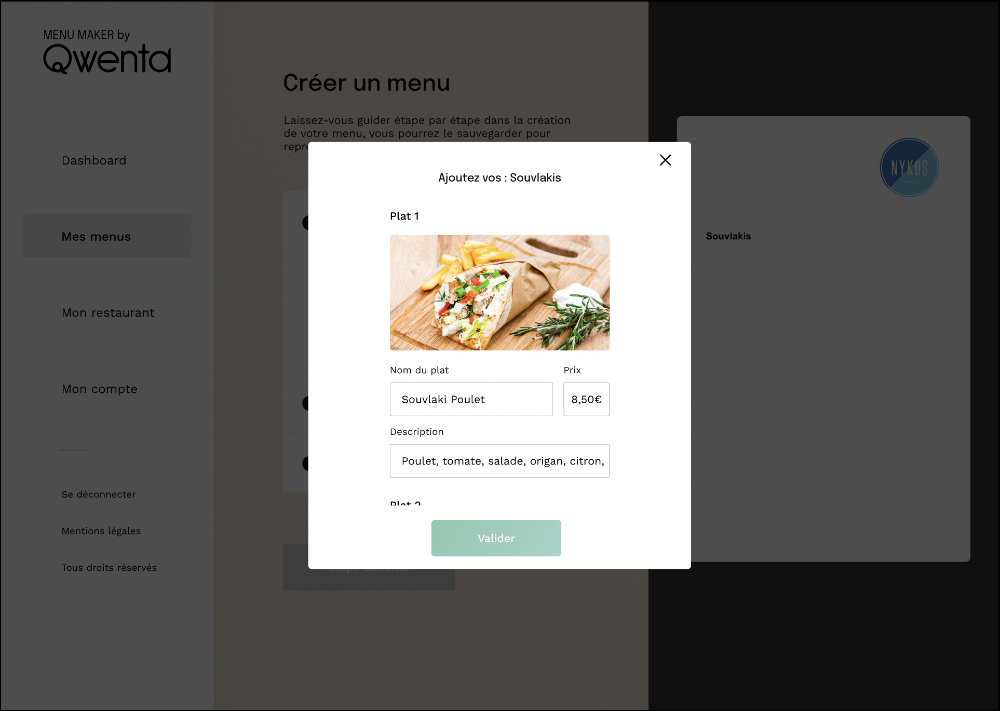 MENU MAKER by
Qwenta
Dashboard
Mes menus
Mon restaurant
Mon compte
Se déconnecter
Mentions légales
Tous droits réservés
Créer un menu
Laissez-vous guider étape par étape dans la création
de votre menu, vous pourrez le sauvegarder pour
Ajoutez vos : Souvlakis
Plat 1
Nom du plat
Prix
Souvlaki Poulet
8,50€
Description
Poulet, tomate, salade, origan, citron,
Plat 2
Valider
Étape suivante
NYKOS
Souvlakis